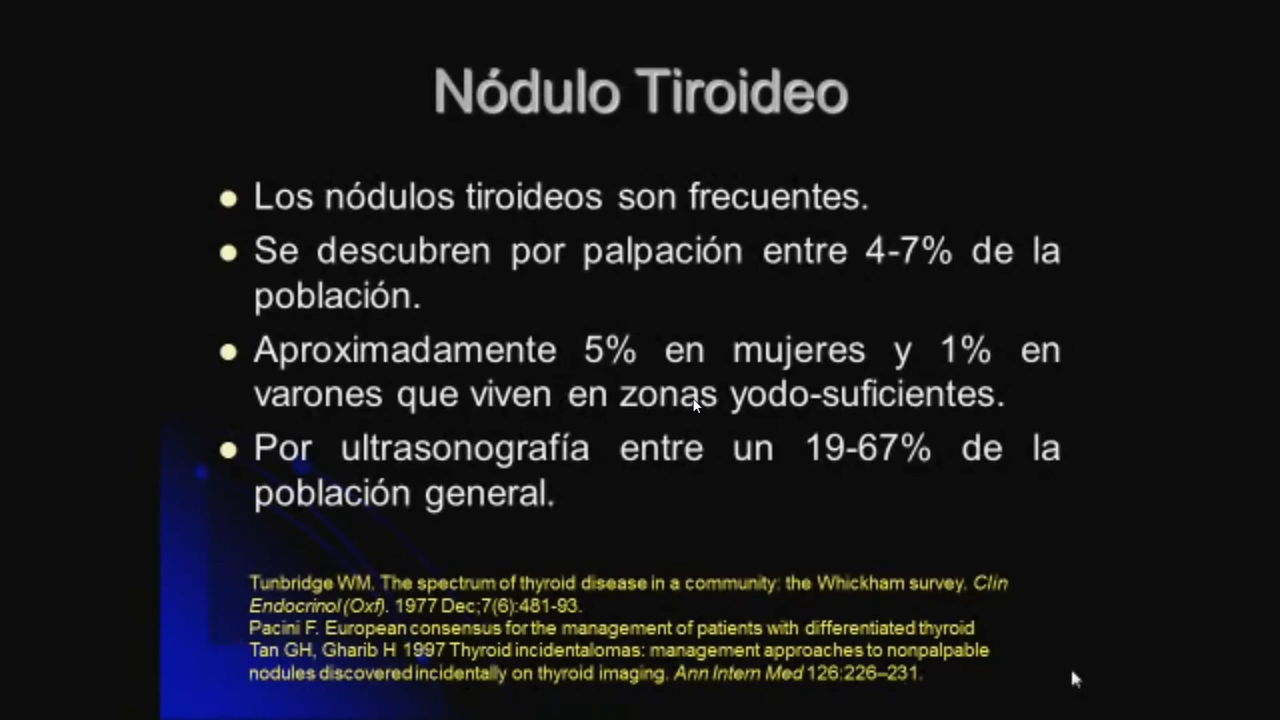 Nódulo Tiroideo
Los nódulos tiroideos son frecuentes.
Se descubren por palpación entre 4-7% de la
población.
Aproximadamente 5% en mujeres y 1% en
varones que viven en zonas yodo-suficientes.
Por ultrasonografía entre un 19-67% de la
población general.
Tunbridge WM. The spectrum of thyroid disease in a community: the Whickham survey. Clin
Endocrinol (Oxf). 1977 Dec;7(6):481-93.
Pacini F. European consensus for the management of patients with differentiated thyroid
Tan GH, Gharib H 1997 Thyroid incidentalomas: management approaches to nonpalpable
nodules discovered incidentally on thyroid imaging. Ann Intern Med 126:226–231.